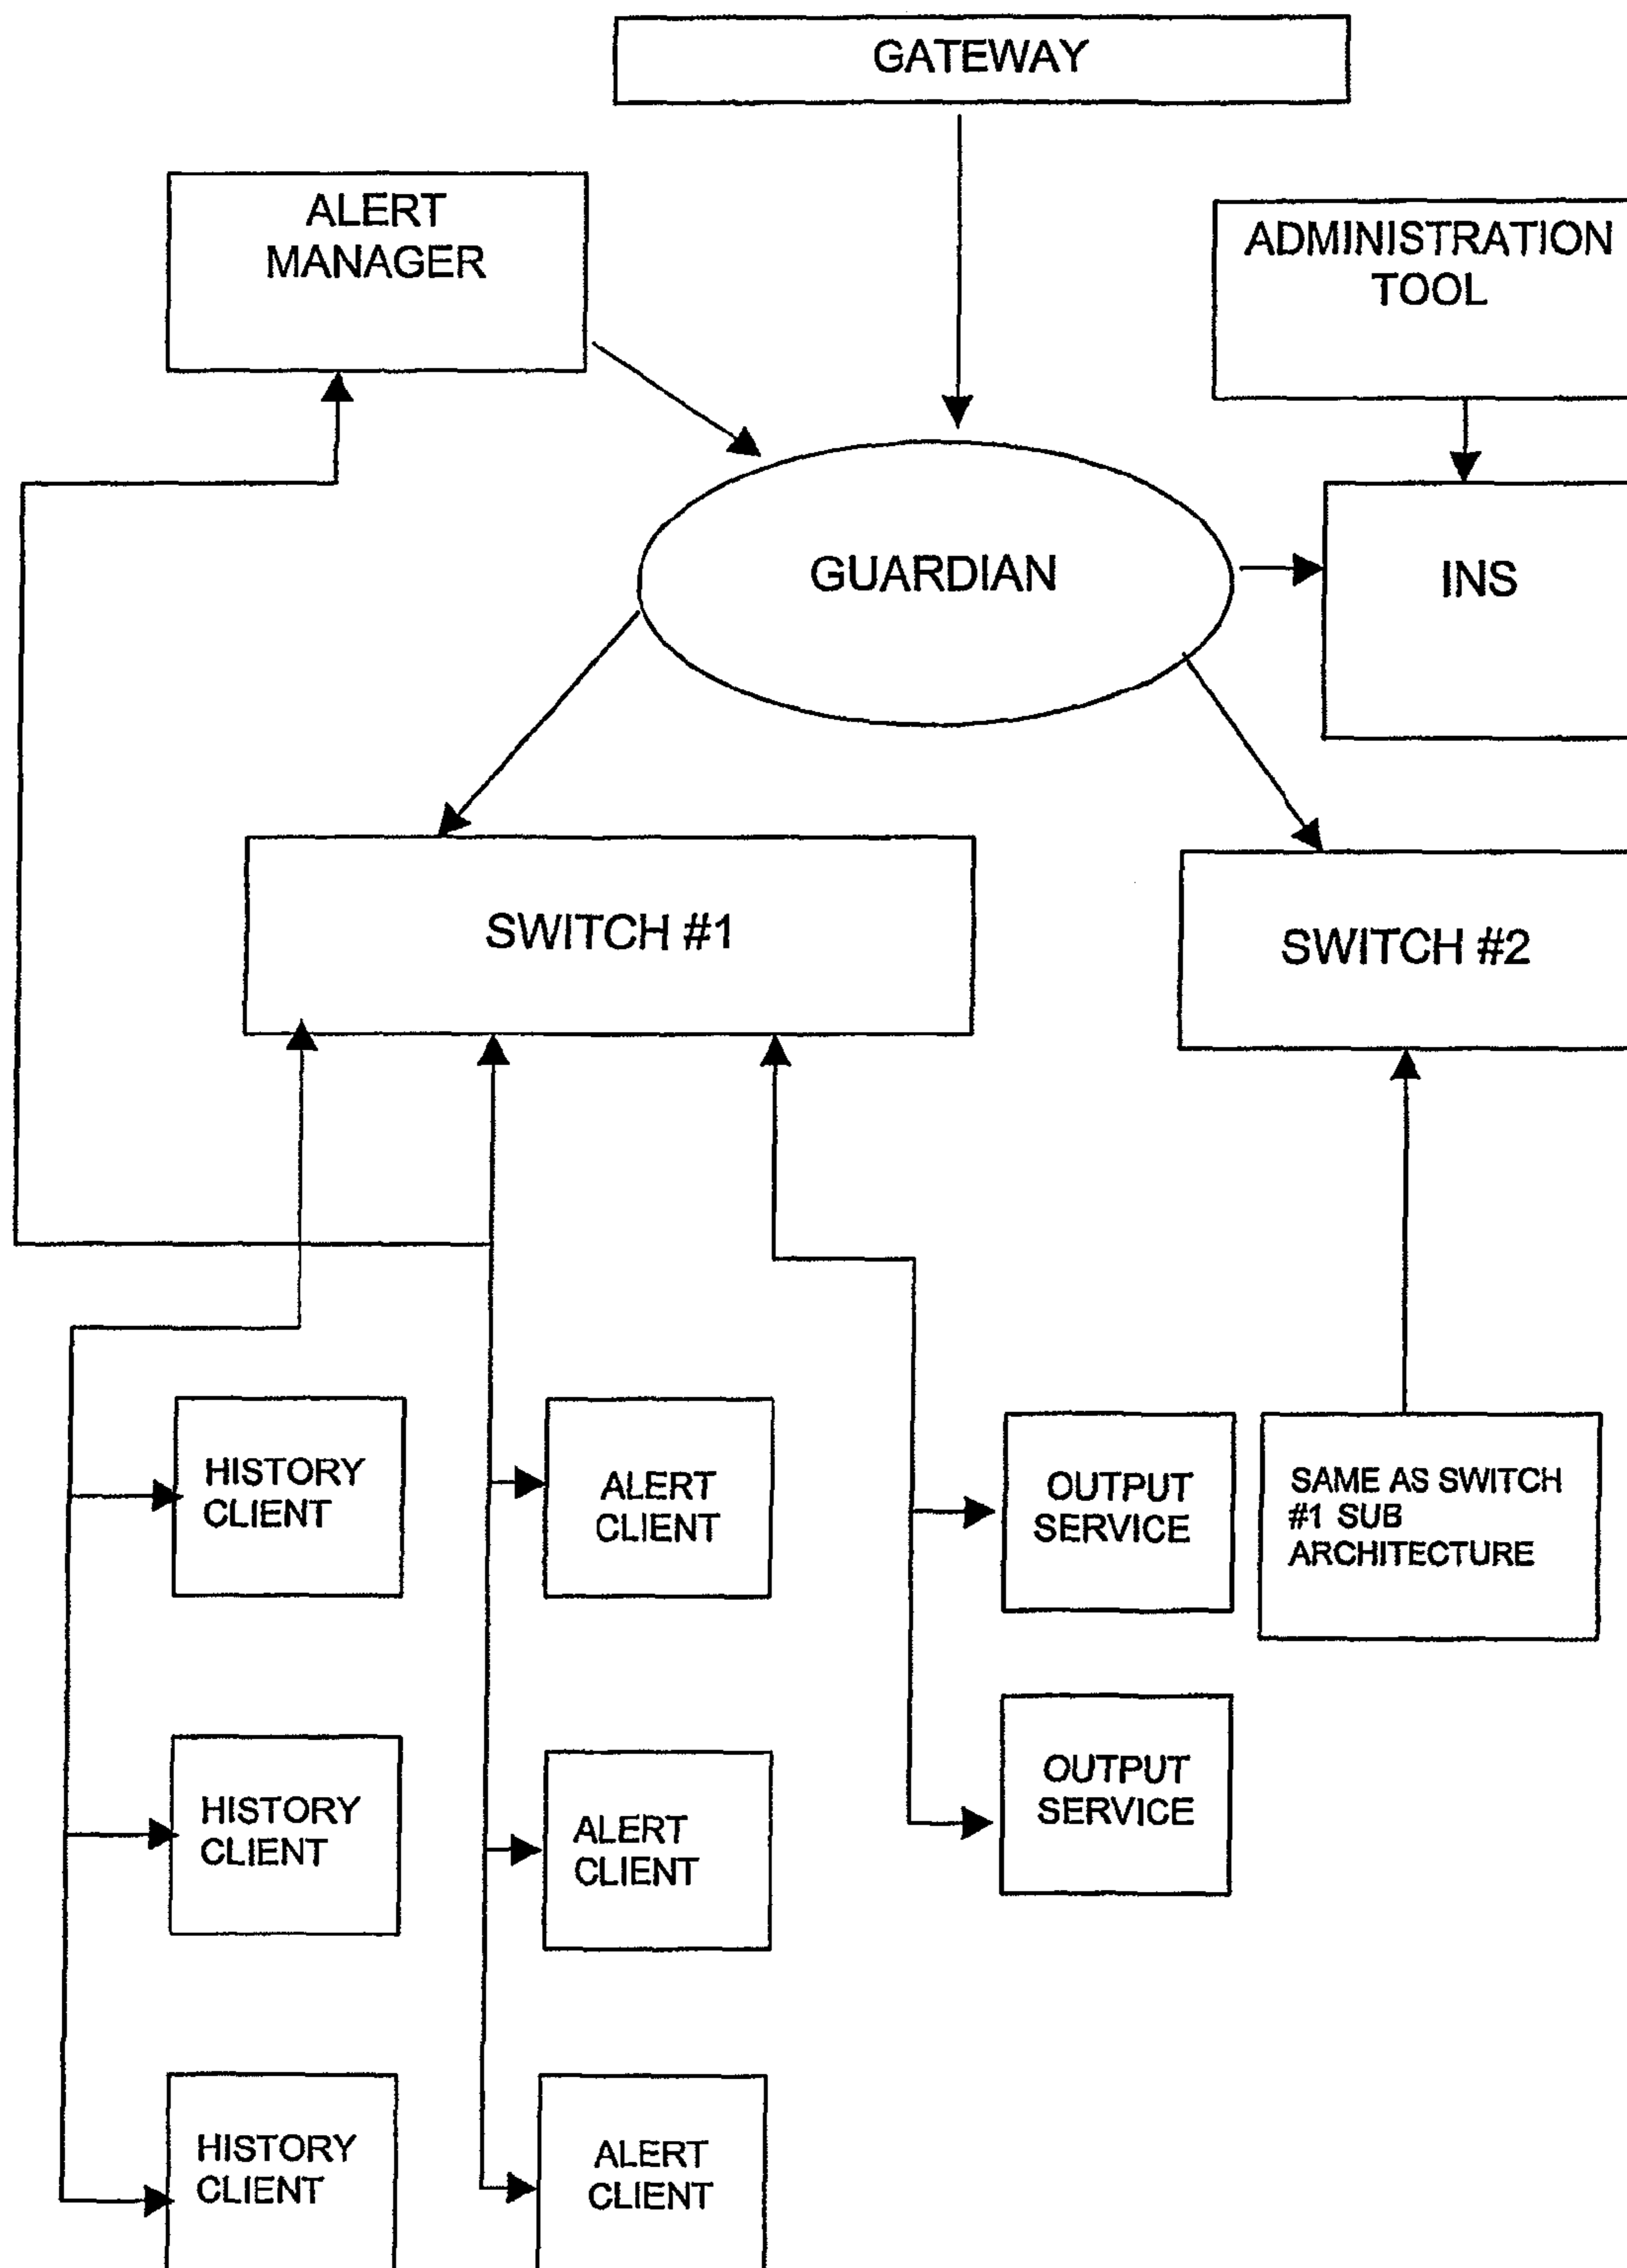 GATEWAY
ALERT
MANAGER
ADMINISTRATION
TOOL
GUARDIAN
INS
SWITCH #1
SWITCH #2
HISTORY
CLIENT
ALERT
CLIENT
OUTPUT
SERVICE
SAME AS SWITCH
#1 SUB
ARCHITECTURE
HISTORY
CLIENT
ALERT
CLIENT
OUTPUT
SERVICE
HISTORY
CLIENT
ALERT
CLIENT